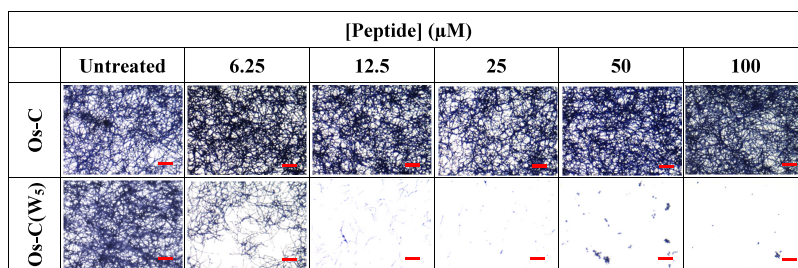 [Peptide] (µM)
Untreated 6.25 12.5 25 50 100
Os-C
Os-C(W₅)